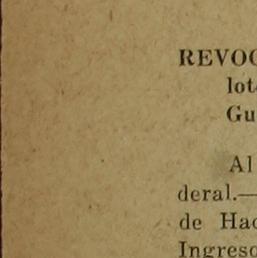 REVOC
lot
Gu
Al
deral.—
de Hac
Ingreso